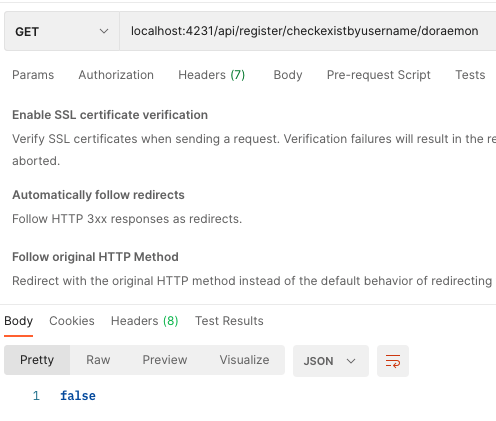 GET localhost:4231/api/register/checkexistbyusername/doraemon
Params Authorization Headers (7) Body Pre-request Script Tests
Enable SSL certificate verification
Verify SSL certificates when sending a request. Verification failures will result in the re
aborted.
Automatically follow redirects
Follow HTTP 3xx responses as redirects.
Follow original HTTP Method
Redirect with the original HTTP method instead of the default behavior of redirecting
Body Cookies Headers (8) Test Results
Pretty Raw Preview Visualize JSON
1 false